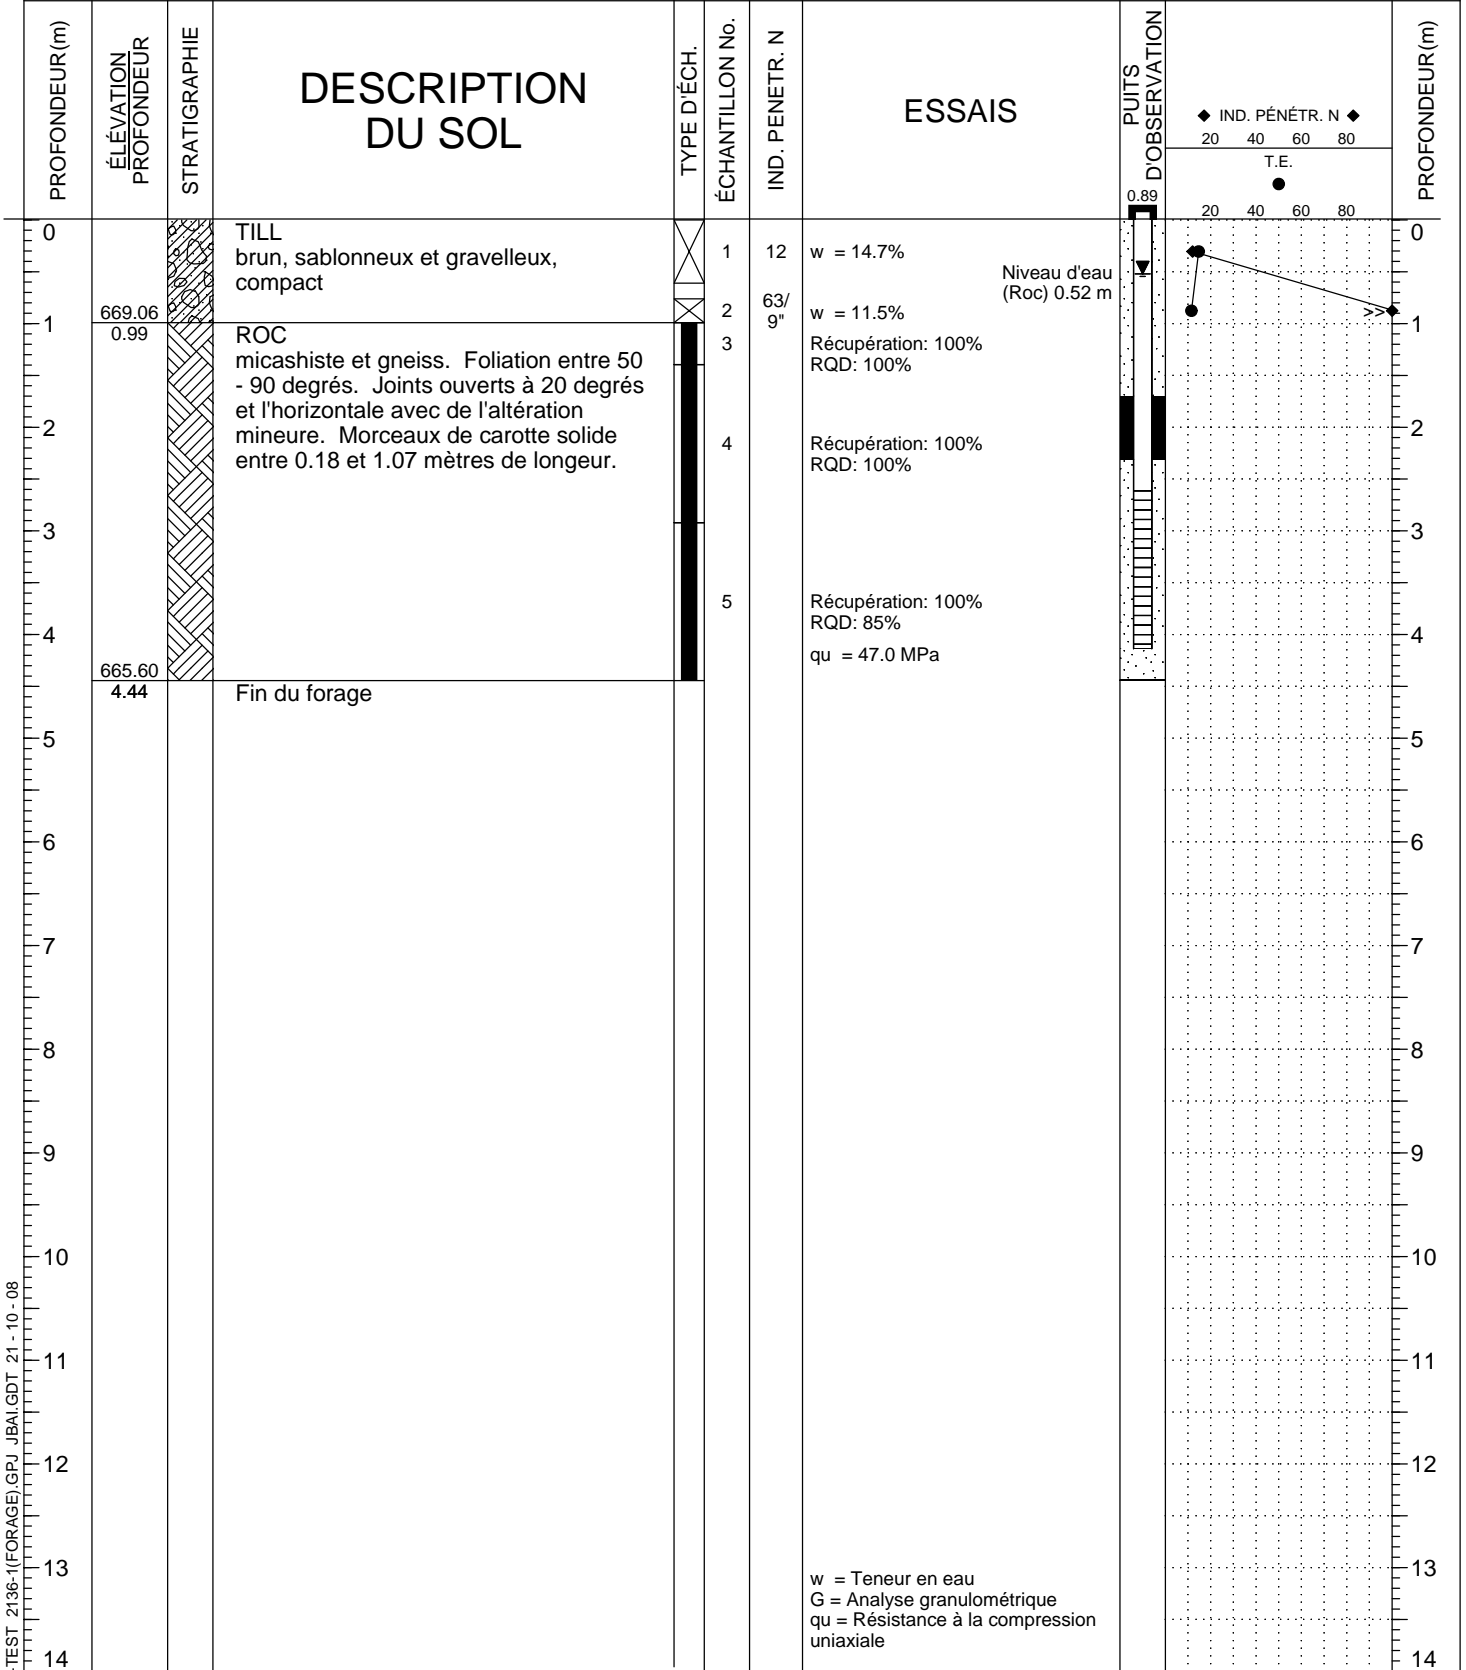 PROFONDEUR(m)
ÉLÉVATION
PROFONDEUR
STRATIGRAPHIE
DESCRIPTION
DU SOL
TYPE D'ÉCH.
ÉCHANTILLON No.
IND. PENETR. N
ESSAIS
PUITS
D'OBSERVATION
0.89
◆ IND. PÉNÉTR. N ◆
20 40 60 80
T.E.
●
20 40 60 80
PROFONDEUR(m)
0
TILL
brun, sablonneux et gravelleux,
compact
1 12 w = 14.7%
Niveau d'eau
(Roc) 0.52 m
2 63/
9"
w = 11.5%
>>
669.06
0.99
1
ROC
micashiste et gneiss. Foliation entre 50
- 90 degrés. Joints ouverts à 20 degrés
et l'horizontale avec de l'altération
mineure. Morceaux de carotte solide
entre 0.18 et 1.07 mètres de longeur.
3
Récupération: 100%
RQD: 100%
2
4
Récupération: 100%
RQD: 100%
3
5
Récupération: 100%
RQD: 85%
4
qu = 47.0 MPa
665.60
4.44
Fin du forage
5
6
7
8
9
10
11
12
13
14
0
1
2
3
4
5
6
7
8
9
10
11
12
13
14
w = Teneur en eau
G = Analyse granulométrique
qu = Résistance à la compression
uniaxiale
-TEST 2136-1(FORAGE).GPJ JBAI.GDT 21 - 10 - 08